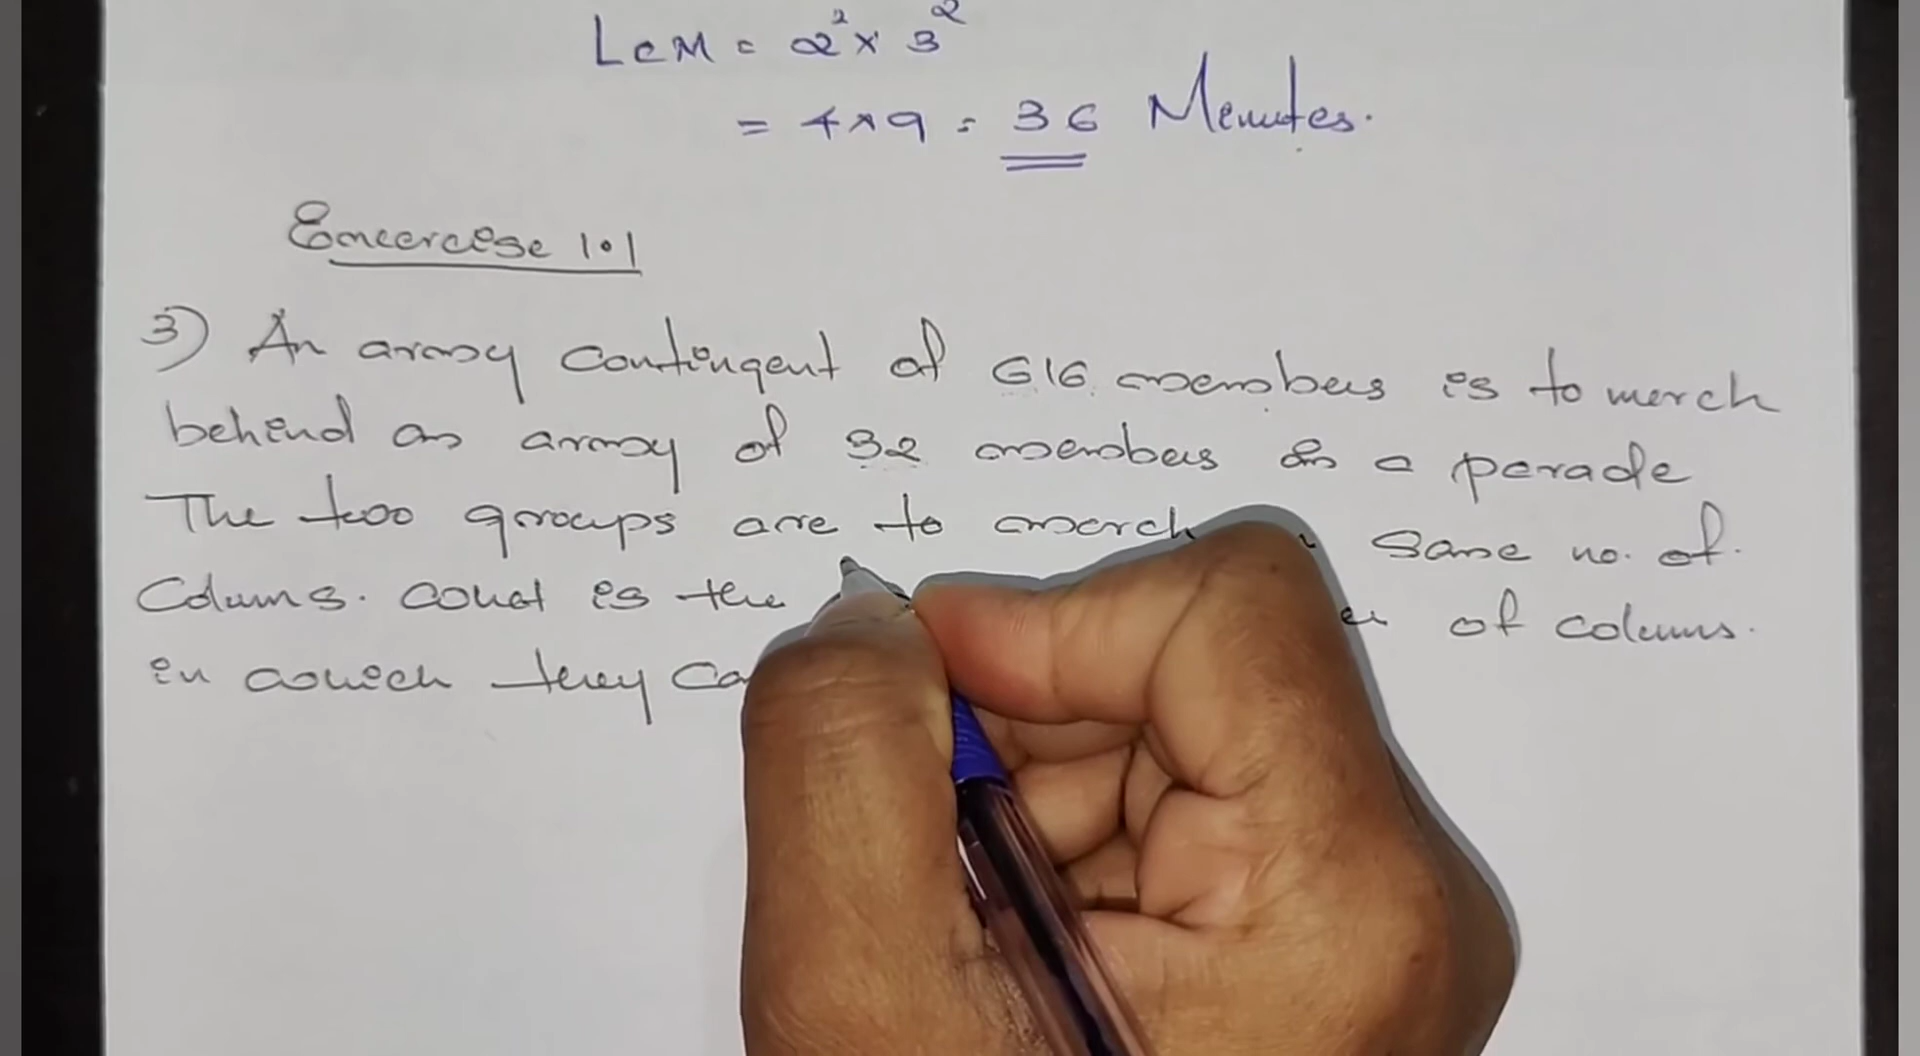 LCM = 2² × 3²
= 4×9 = 36 Minutes.
Exercise 1.1
3) An army contingent of 616 members is to march
behind an army of 32 members in a parade
The two groups are to march same no. of.
Colums. what is the of colums.
in which they